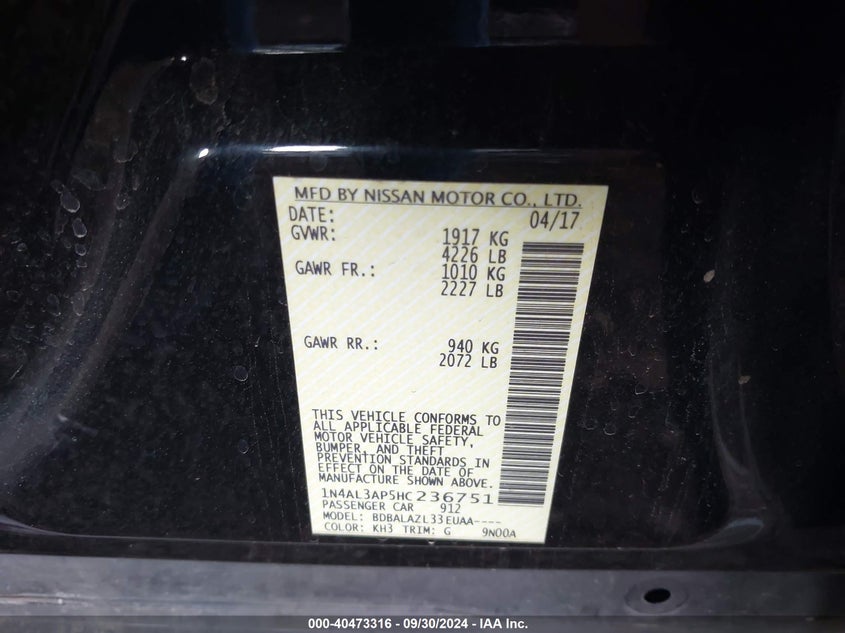 MFD BY NISSAN MOTOR CO., LTD.
DATE: 04/17
GVWR: 1917 KG
4226 LB
GAWR FR.: 1010 KG
2227 LB
GAWR RR.: 940 KG
2072 LB
THIS VEHICLE CONFORMS TO
ALL APPLICABLE FEDERAL
MOTOR VEHICLE SAFETY,
BUMPER, AND THEFT
PREVENTION STANDARDS IN
EFFECT ON THE DATE OF
MANUFACTURE SHOWN ABOVE.
1N4AL3AP5HC236751
PASSENGER CAR 912
MODEL: BDBALAZL33EUAA----
COLOR: KH3 TRIM: G 9N00A
000-40473316 - 09/30/2024 - IAA Inc.